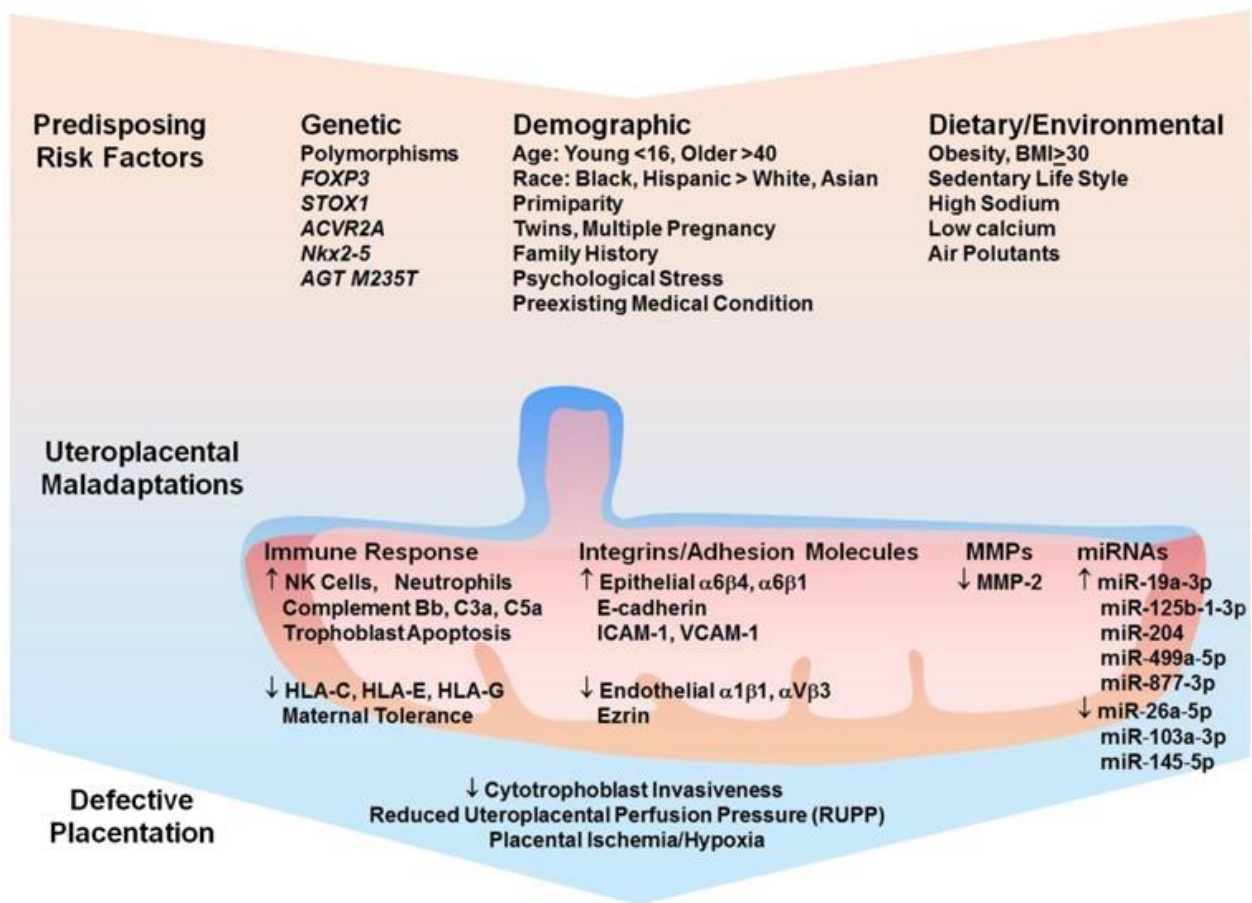 Predisposing
Risk Factors
Genetic
Polymorphisms
FOXP3
STOX1
ACVR2A
Nkx2-5
AGT M235T
Demographic
Age: Young <16, Older >40
Race: Black, Hispanic > White, Asian
Primiparity
Twins, Multiple Pregnancy
Family History
Psychological Stress
Preexisting Medical Condition
Dietary/Environmental
Obesity, BMI≥30
Sedentary Life Style
High Sodium
Low calcium
Air Polutants
Uteroplacental
Maladaptations
Immune Response
↑ NK Cells, Neutrophils
Complement Bb, C3a, C5a
Trophoblast Apoptosis
↓ HLA-C, HLA-E, HLA-G
Maternal Tolerance
Integrins/Adhesion Molecules
↑ Epithelial α6β4, α6β1
E-cadherin
ICAM-1, VCAM-1
↓ Endothelial α1β1, αVβ3
Ezrin
MMPs
↓ MMP-2
miRNAs
↑ miR-19a-3p
miR-125b-1-3p
miR-204
miR-499a-5p
miR-877-3p
↓ miR-26a-5p
miR-103a-3p
miR-145-5p
Defective
Placentation
↓ Cytotrophoblast Invasiveness
Reduced Uteroplacental Perfusion Pressure (RUPP)
Placental Ischemia/Hypoxia